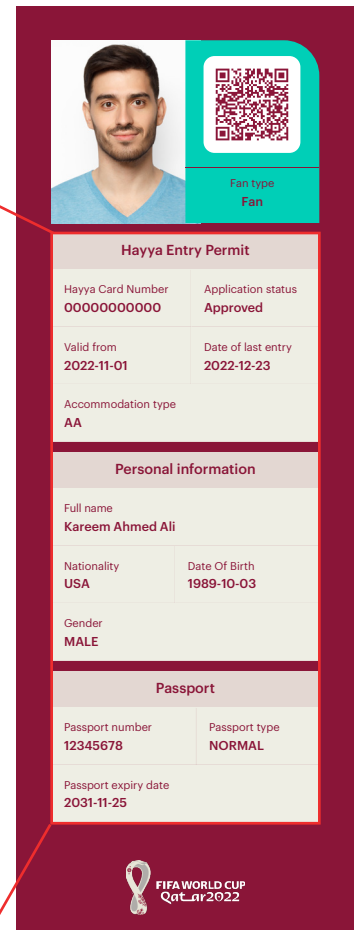 Fan type
Fan
Hayya Entry Permit
Hayya Card Number Application status
00000000000 Approved
Valid from Date of last entry
2022-11-01 2022-12-23
Accommodation type
AA
Personal information
Full name
Kareem Ahmed Ali
Nationality Date Of Birth
USA 1989-10-03
Gender
MALE
Passport
Passport number Passport type
12345678 NORMAL
Passport expiry date
2031-11-25
FIFA WORLD CUP
Qatar2022